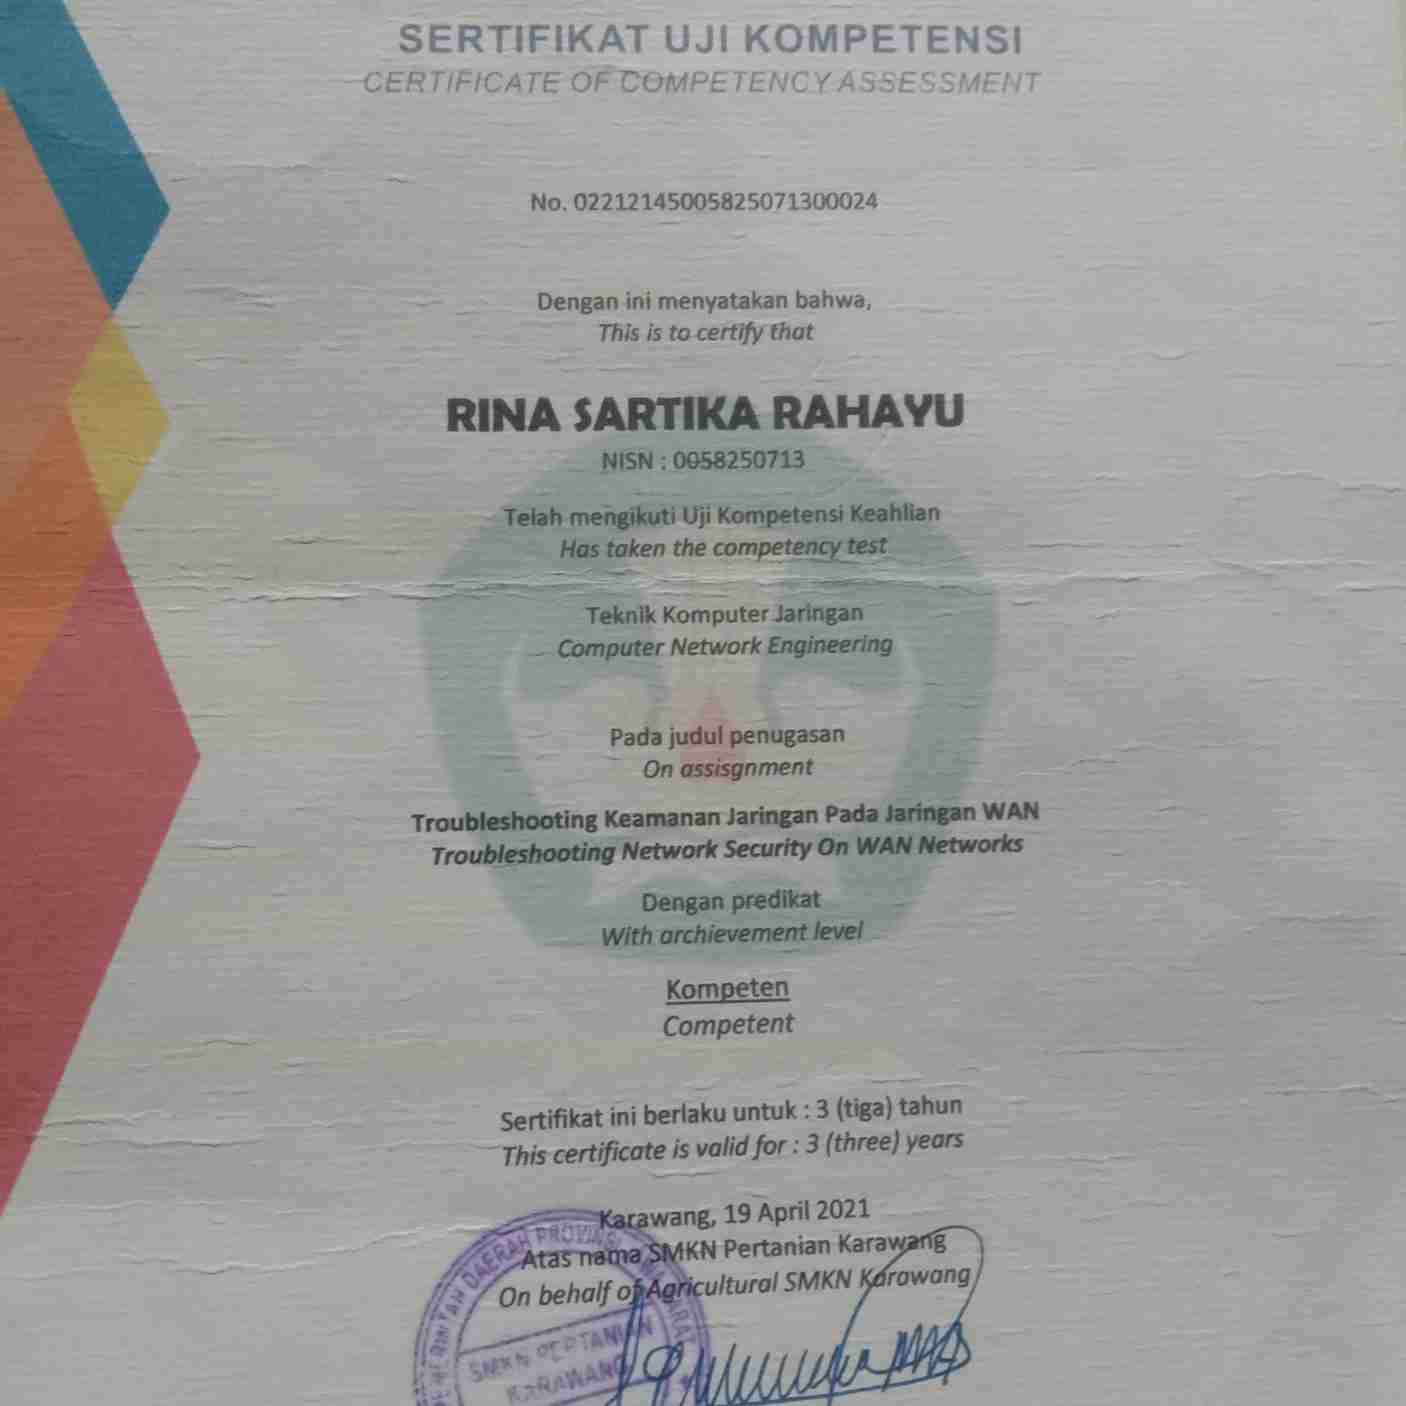 SERTIFIKAT UJI KOMPETENSI
CERTIFICATE OF COMPETENCY ASSESSMENT
No. 02212145005825071300024
Dengan ini menyatakan bahwa,
This is to certify that
RINA SARTIKA RAHAYU
NISN : 0058250713
Telah mengikuti Uji Kompetensi Keahlian
Has taken the competency test
Teknik Komputer Jaringan
Computer Network Engineering
Pada judul penugasan
On assisgnment
Troubleshooting Keamanan Jaringan Pada Jaringan WAN
Troubleshooting Network Security On WAN Networks
Dengan predikat
With archievement level
Kompeten
Competent
Sertifikat ini berlaku untuk : 3 (tiga) tahun
This certificate is valid for : 3 (three) years
Karawang, 19 April 2021
Atas nama SMKN Pertanian Karawang
On behalf of Agricultural SMKN Karawang
DAERAH PROVINSI
SMKN PERTANIAN
KARAWANG